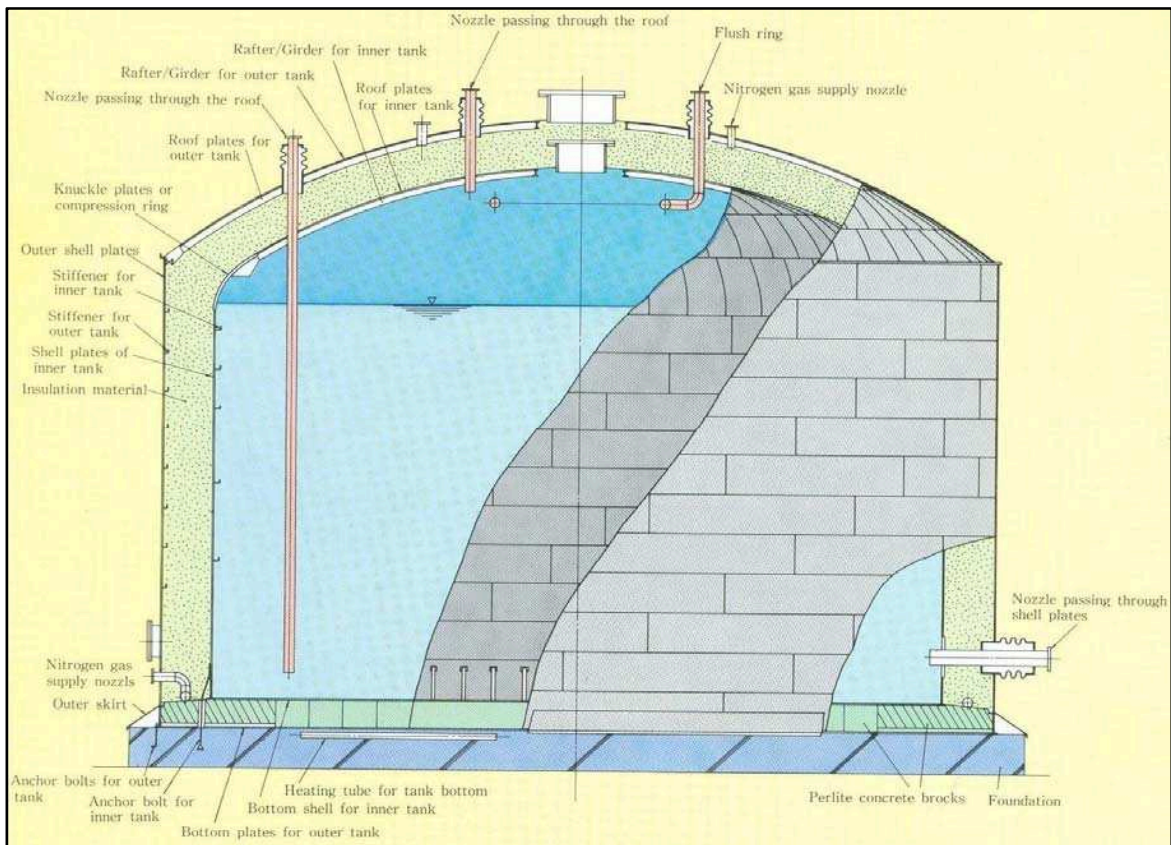 Nozzle passing through the roof
Flush ring
Rafter/Girder for inner tank
Rafter/Girder for outer tank
Nozzle passing through the roof
Roof plates
for inner tank
Nitrogen gas supply nozzle
Roof plates for
outer tank
Knuckle plates or
compression ring
Outer shell plates
Stiffener for
inner tank
Stiffener for
outer tank
Shell plates of
inner tank
Insulation material
Nozzle passing through
shell plates
Nitrogen gas
supply nozzls
Outer skirt
Anchor bolts for outer
tank
Anchor bolt for
inner tank
Heating tube for tank bottom
Bottom shell for inner tank
Bottom plates for outer tank
Perlite concrete brocks
Foundation